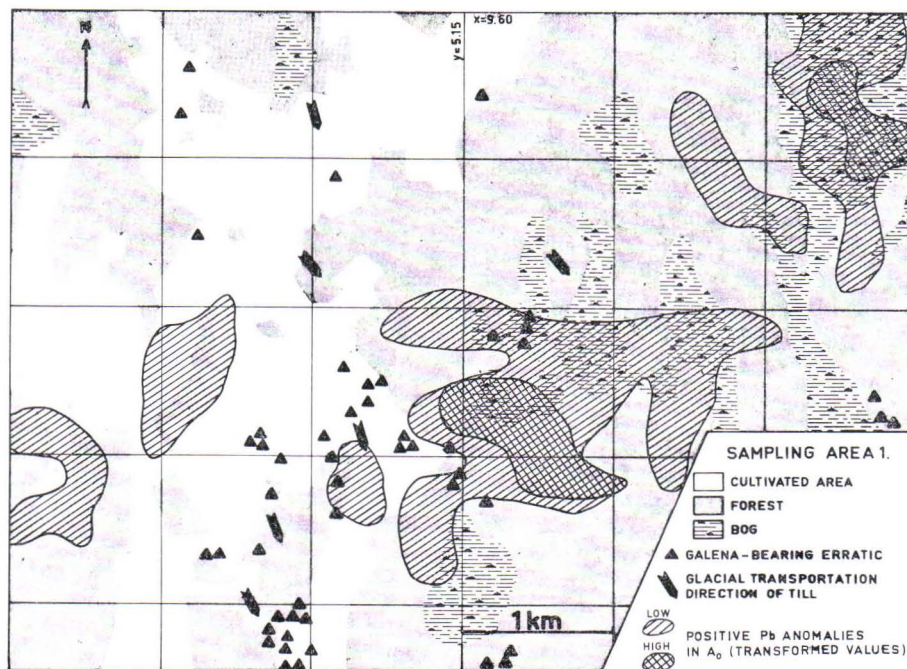 N
y=5.15
x=9.60
SAMPLING AREA 1.
CULTIVATED AREA
FOREST
BOG
GALENA-BEARING ERRATIC
GLACIAL TRANSPORTATION
DIRECTION OF TILL
LOW
POSITIVE Pb ANOMALIES
HIGH
IN A₀ (TRANSFORMED VALUES)
1km